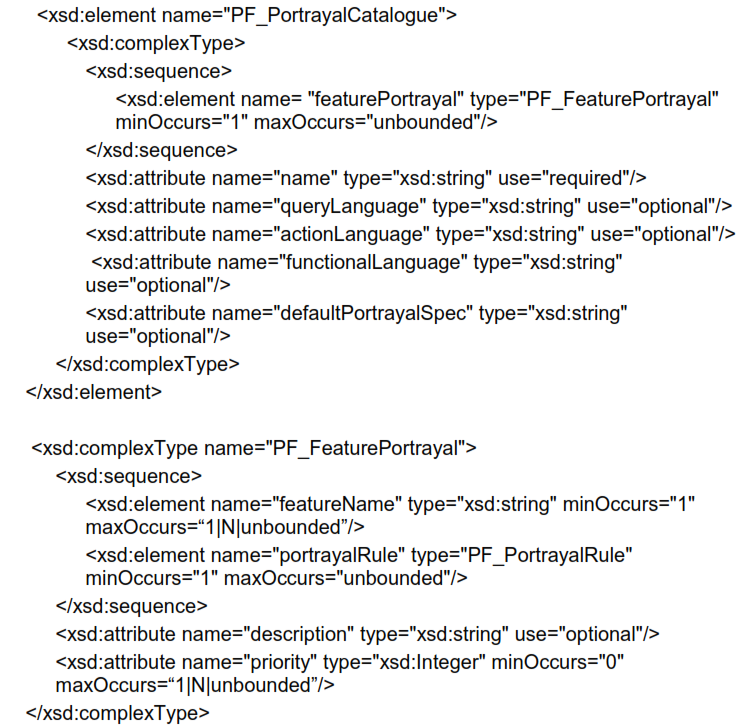 <xsd:element name="PF_PortrayalCatalogue">
<xsd:complexType>
<xsd:sequence>
<xsd:element name= "featurePortrayal" type="PF_FeaturePortrayal"
minOccurs="1" maxOccurs="unbounded"/>
</xsd:sequence>
<xsd:attribute name="name" type="xsd:string" use="required"/>
<xsd:attribute name="queryLanguage" type="xsd:string" use="optional"/>
<xsd:attribute name="actionLanguage" type="xsd:string" use="optional"/>
<xsd:attribute name="functionalLanguage" type="xsd:string"
use="optional"/>
<xsd:attribute name="defaultPortrayalSpec" type="xsd:string"
use="optional"/>
</xsd:complexType>
</xsd:element>
<xsd:complexType name="PF_FeaturePortrayal">
<xsd:sequence>
<xsd:element name="featureName" type="xsd:string" minOccurs="1"
maxOccurs=“1|N|unbounded”/>
<xsd:element name="portrayalRule" type="PF_PortrayalRule"
minOccurs="1" maxOccurs="unbounded"/>
</xsd:sequence>
<xsd:attribute name="description" type="xsd:string" use="optional"/>
<xsd:attribute name="priority" type="xsd:Integer" minOccurs="0"
maxOccurs=“1|N|unbounded”/>
</xsd:complexType>